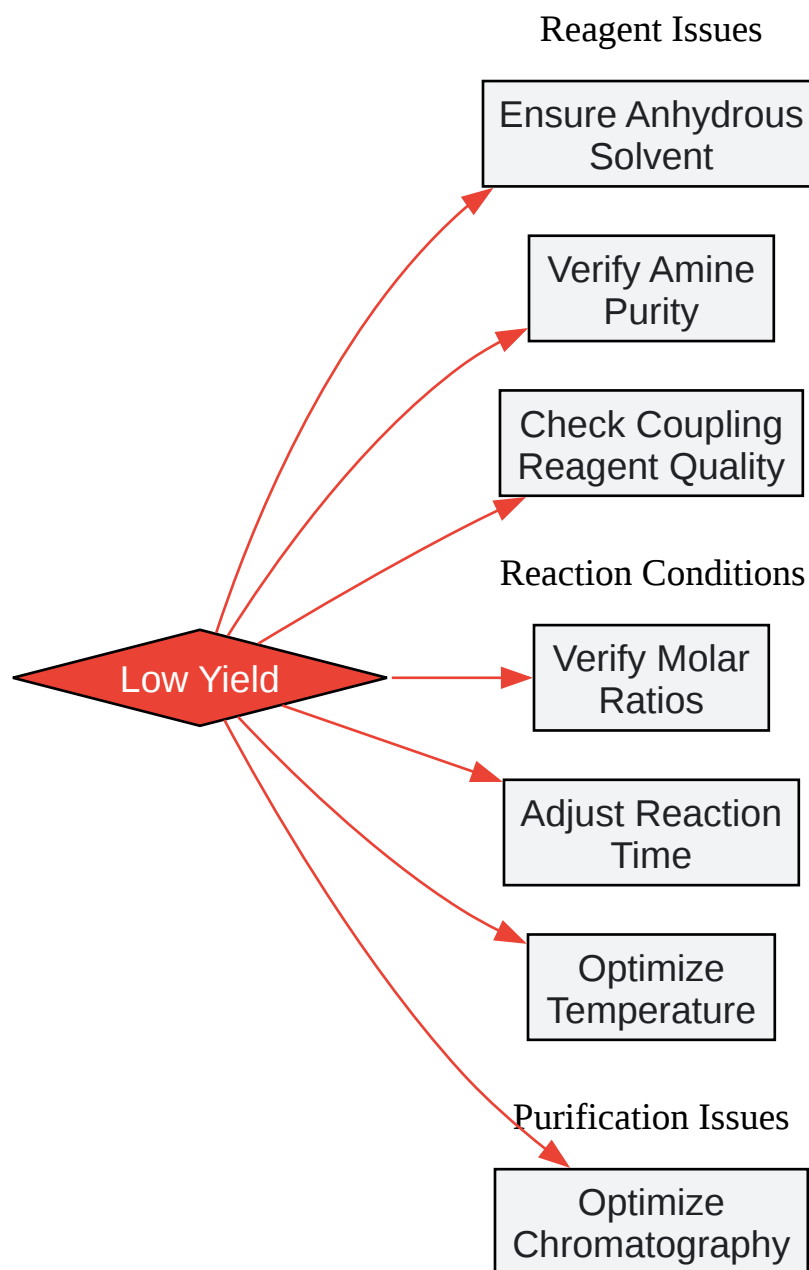 Reagent Issues
Ensure Anhydrous
Solvent
Verify Amine
Purity
Check Coupling
Reagent Quality
Reaction Conditions
Low Yield
Verify Molar
Ratios
Adjust Reaction
Time
Optimize
Temperature
Purification Issues
Optimize
Chromatography